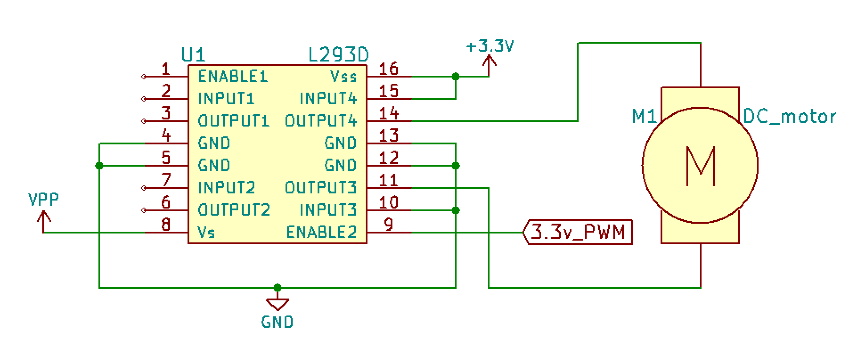 U1 L293D
+3.3V
1 ENABLE1 Vss 16
2 INPUT1 INPUT4 15
3 OUTPUT1 OUTPUT4 14
M1 DC_motor
4 GND GND 13
5 GND GND 12
M
7 INPUT2 OUTPUT3 11
6 OUTPUT2 INPUT3 10
VPP
8 Vs ENABLE2 9
3.3v_PWM
GND